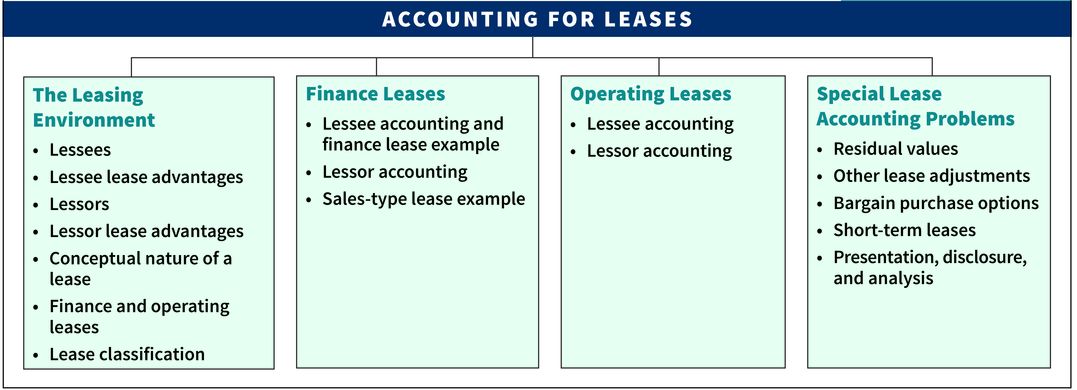 ACCOUNTING FOR LEASES
The Leasing
Environment
• Lessees
• Lessee lease advantages
• Lessors
• Lessor lease advantages
• Conceptual nature of a
lease
• Finance and operating
leases
• Lease classification
Finance Leases
• Lessee accounting and
finance lease example
• Lessor accounting
• Sales-type lease example
Operating Leases
• Lessee accounting
• Lessor accounting
Special Lease
Accounting Problems
• Residual values
• Other lease adjustments
• Bargain purchase options
• Short-term leases
• Presentation, disclosure,
and analysis